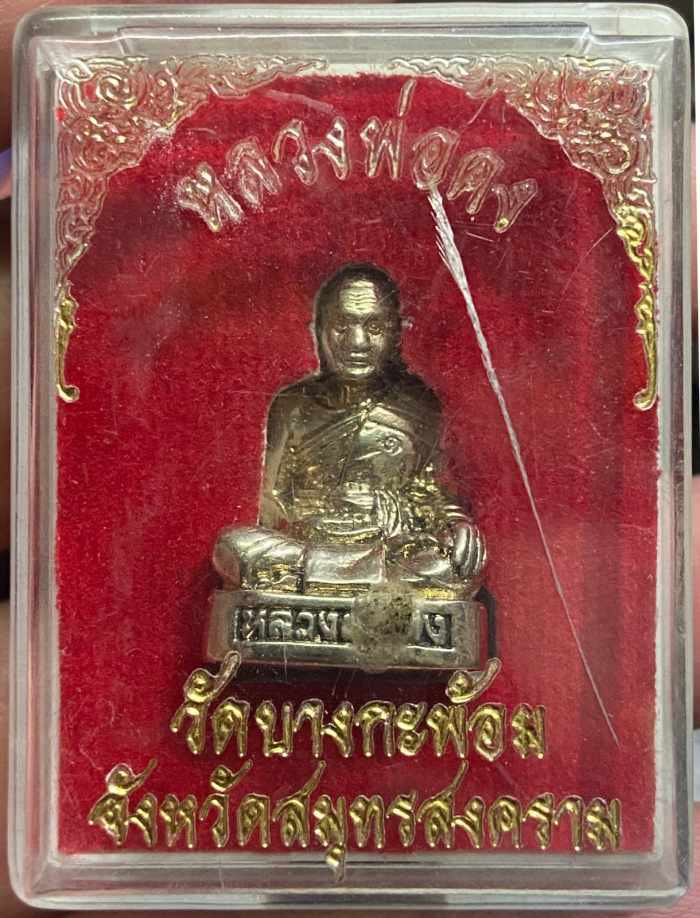 หลวงพ่อคง
หลวง
วัดบางกะพ้อม
จังหวัดสมุทรสงคราม